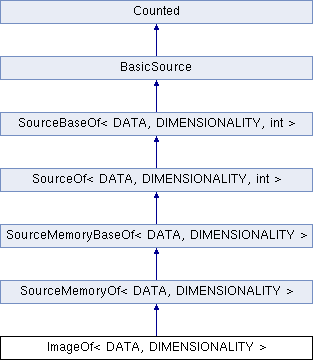 Counted
BasicSource
SourceBaseOf< DATA, DIMENSIONALITY, int >
SourceOf< DATA, DIMENSIONALITY, int >
SourceMemoryBaseOf< DATA, DIMENSIONALITY >
SourceMemoryOf< DATA, DIMENSIONALITY >
ImageOf< DATA, DIMENSIONALITY >